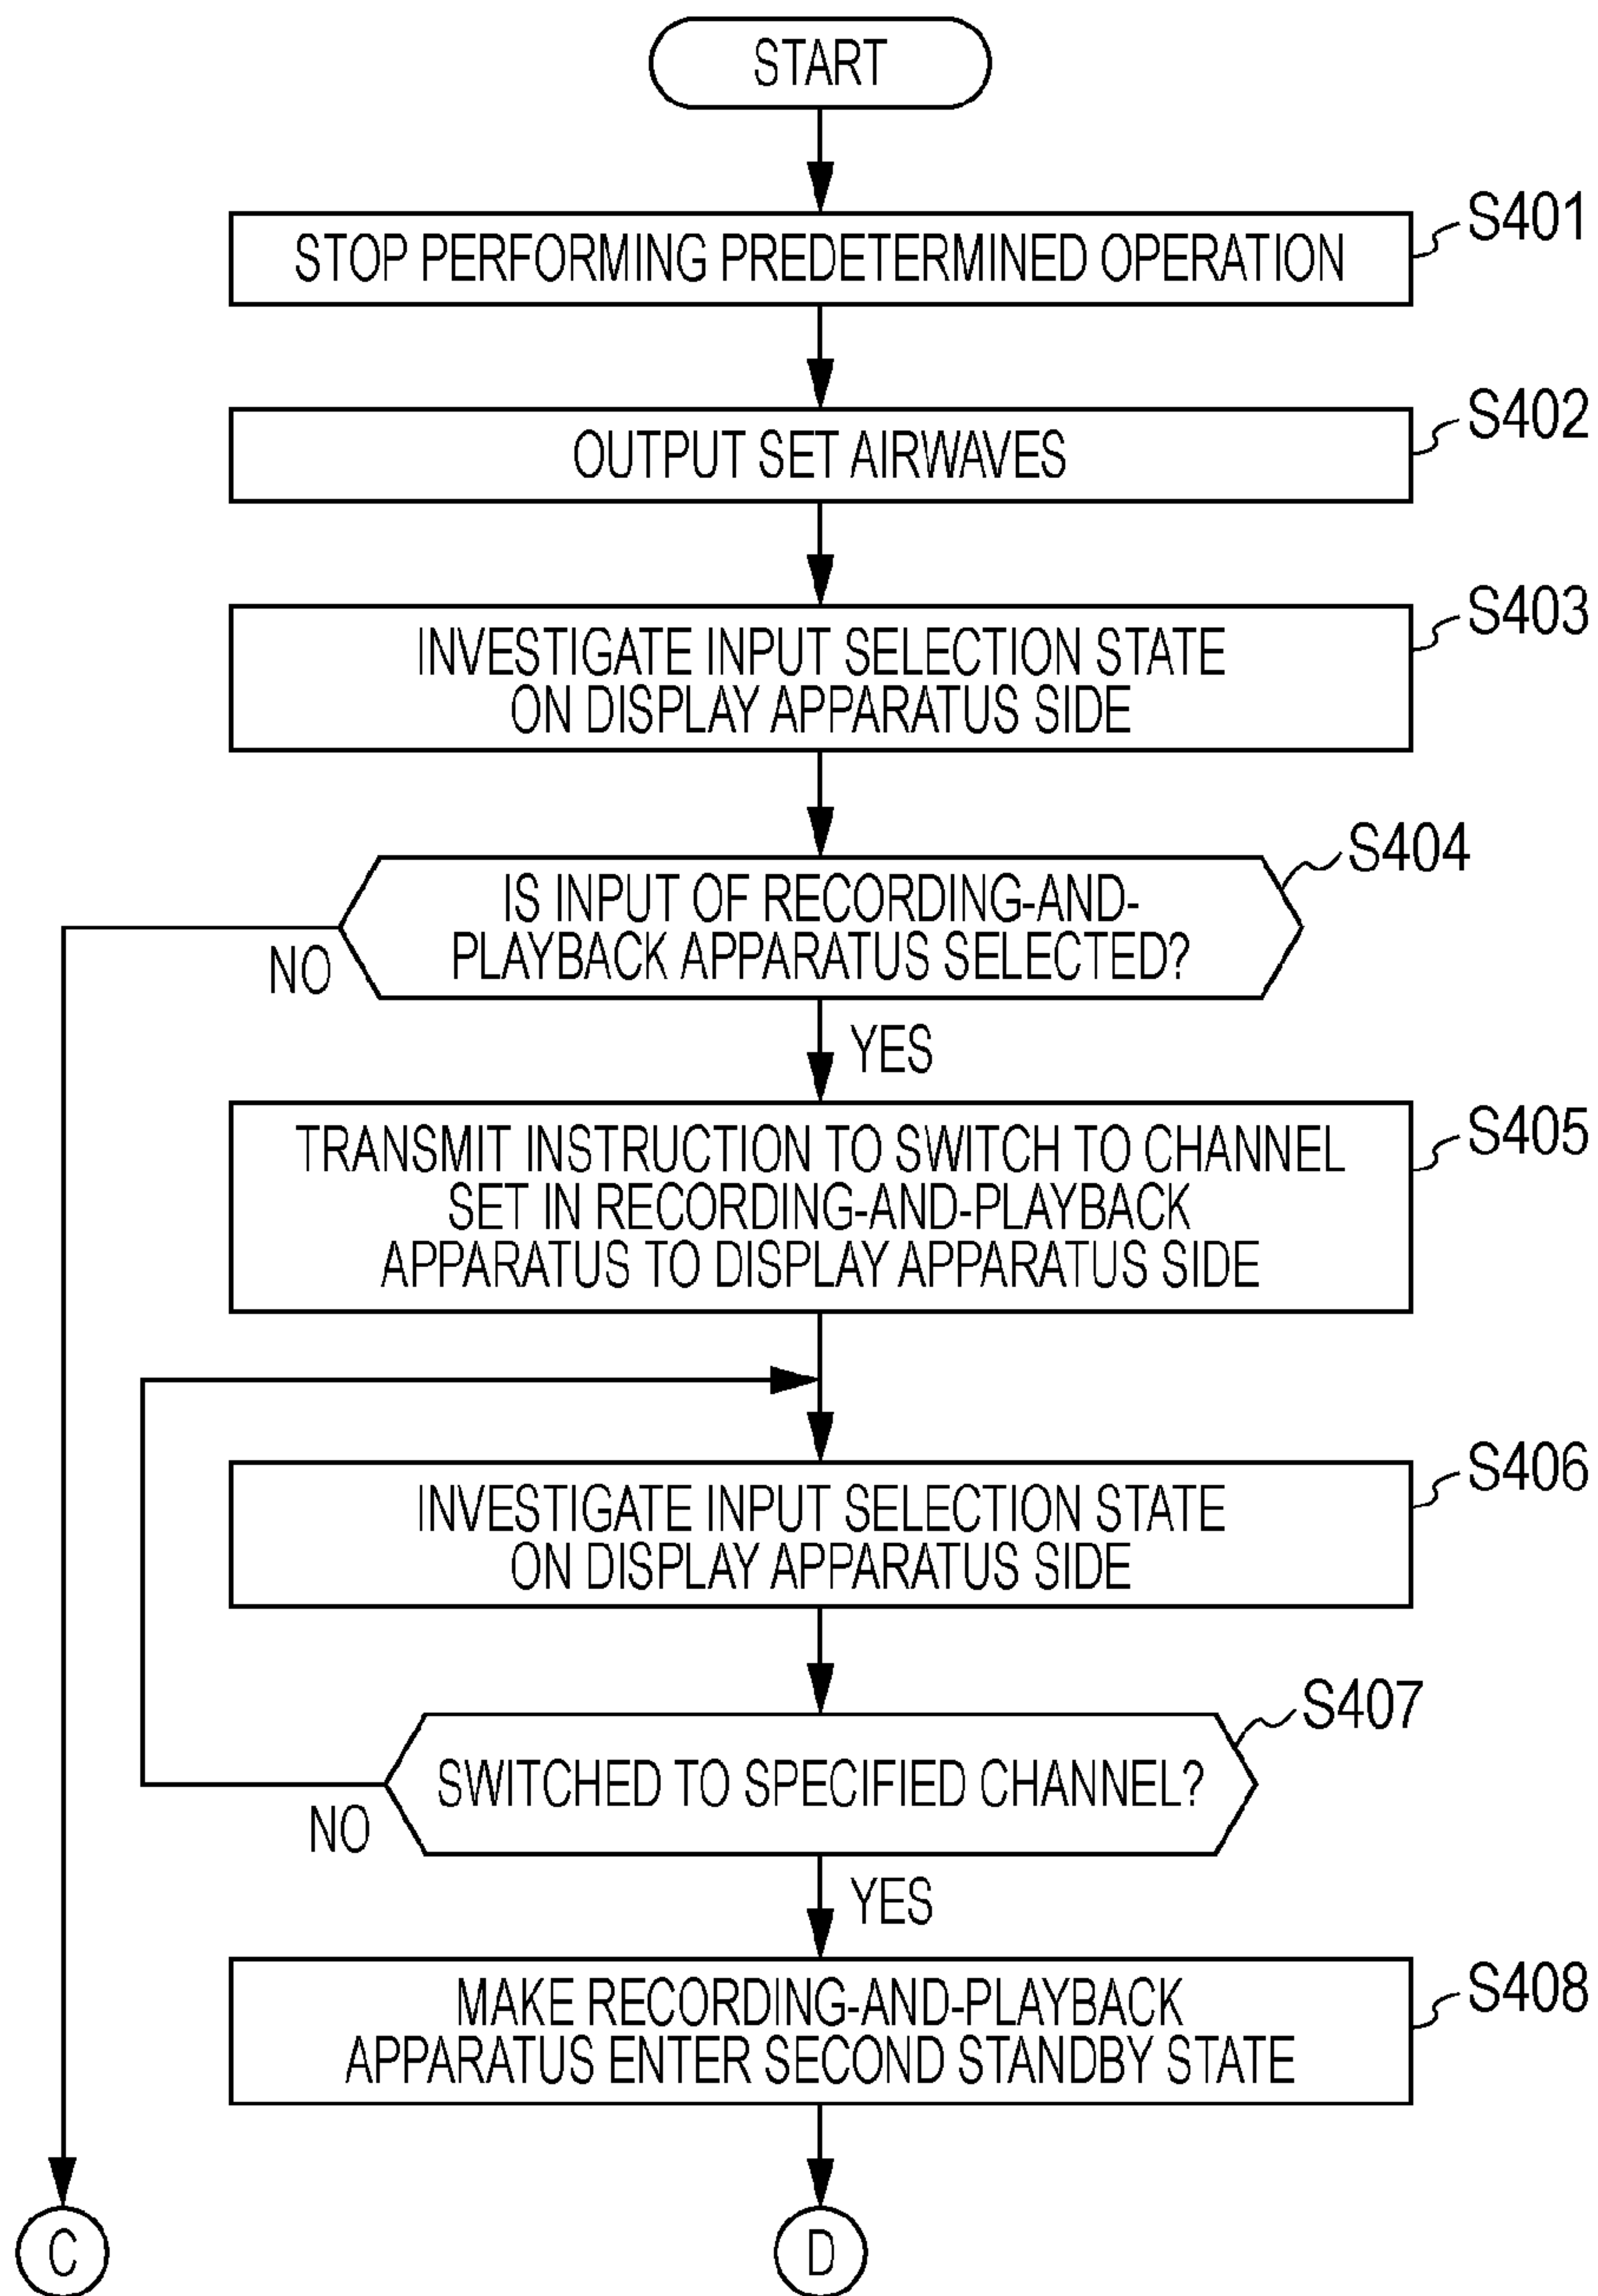 START
S401
STOP PERFORMING PREDETERMINED OPERATION
S402
OUTPUT SET AIRWAVES
S403
INVESTIGATE INPUT SELECTION STATE
ON DISPLAY APPARATUS SIDE
S404
IS INPUT OF RECORDING-AND-
PLAYBACK APPARATUS SELECTED?
NO
YES
S405
TRANSMIT INSTRUCTION TO SWITCH TO CHANNEL
SET IN RECORDING-AND-PLAYBACK
APPARATUS TO DISPLAY APPARATUS SIDE
S406
INVESTIGATE INPUT SELECTION STATE
ON DISPLAY APPARATUS SIDE
S407
SWITCHED TO SPECIFIED CHANNEL?
NO
YES
S408
MAKE RECORDING-AND-PLAYBACK
APPARATUS ENTER SECOND STANDBY STATE
C
D